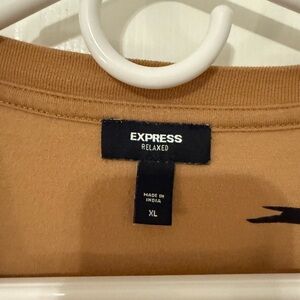 EXPRESS
RELAXED
MADE IN
INDIA
XL